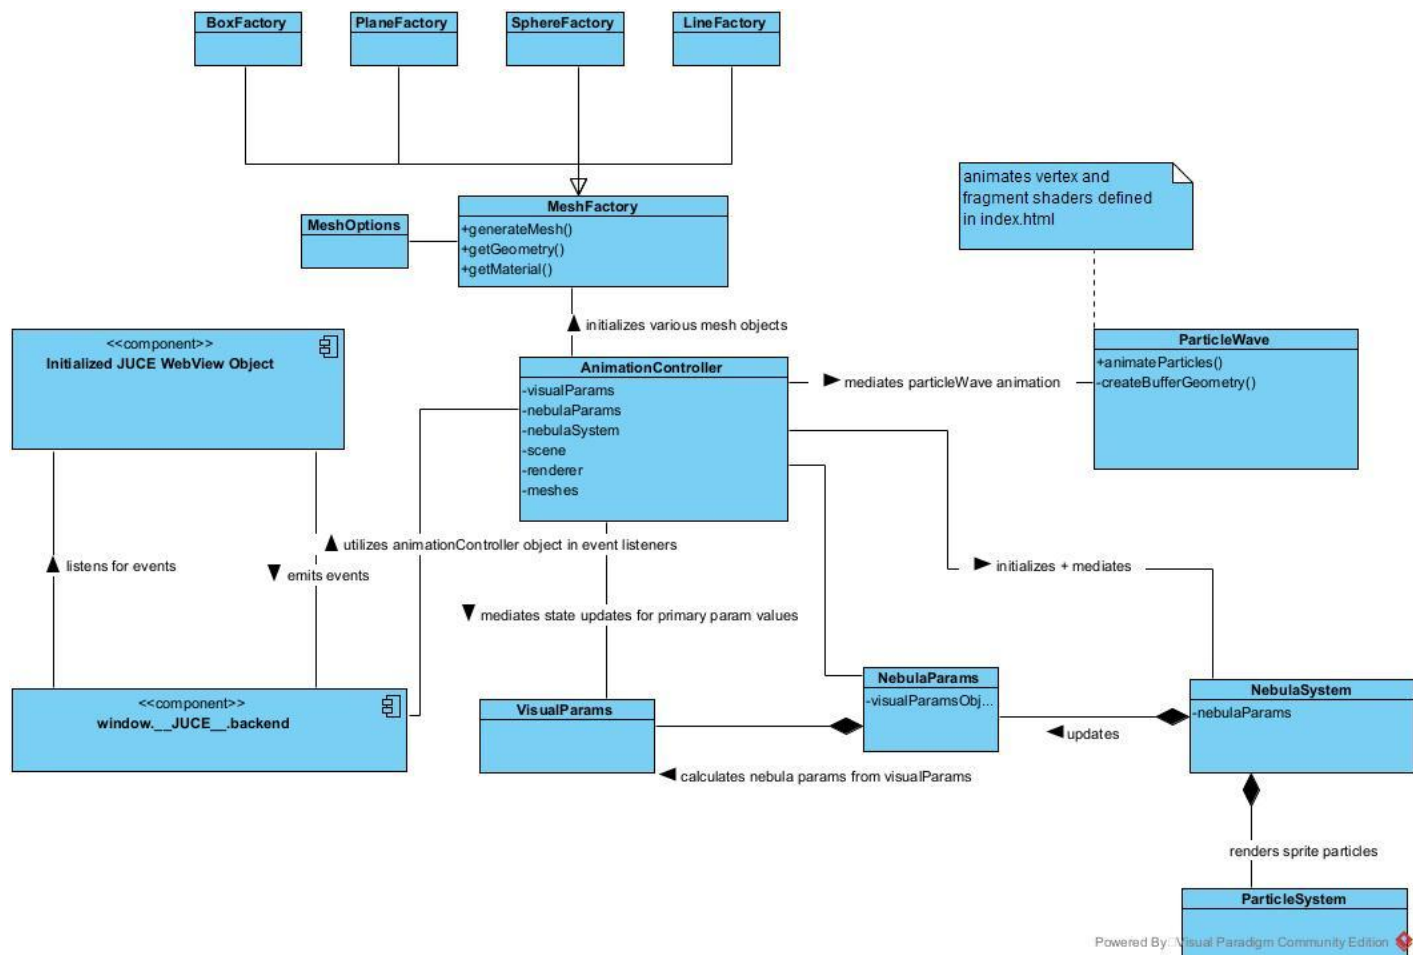 BoxFactory
PlaneFactory
SphereFactory
LineFactory
MeshFactory
+generateMesh()
+getGeometry()
+getMaterial()
MeshOptions
animates vertex and
fragment shaders defined
in index.html
initializes various mesh objects
<<component>>
Initialized JUCE WebView Object
AnimationController
-visualParams
-nebulaParams
-nebulaSystem
-scene
-renderer
-meshes
mediates particleWave animation
ParticleWave
+animateParticles()
-createBufferGeometry()
utilizes animationController object in event listeners
listens for events
emits events
initializes + mediates
mediates state updates for primary param values
<<component>>
window.__JUCE__.backend
VisualParams
NebulaParams
-visualParamsObj...
NebulaSystem
-nebulaParams
updates
calculates nebula params from visualParams
renders sprite particles
ParticleSystem
Powered By Visual Paradigm Community Edition